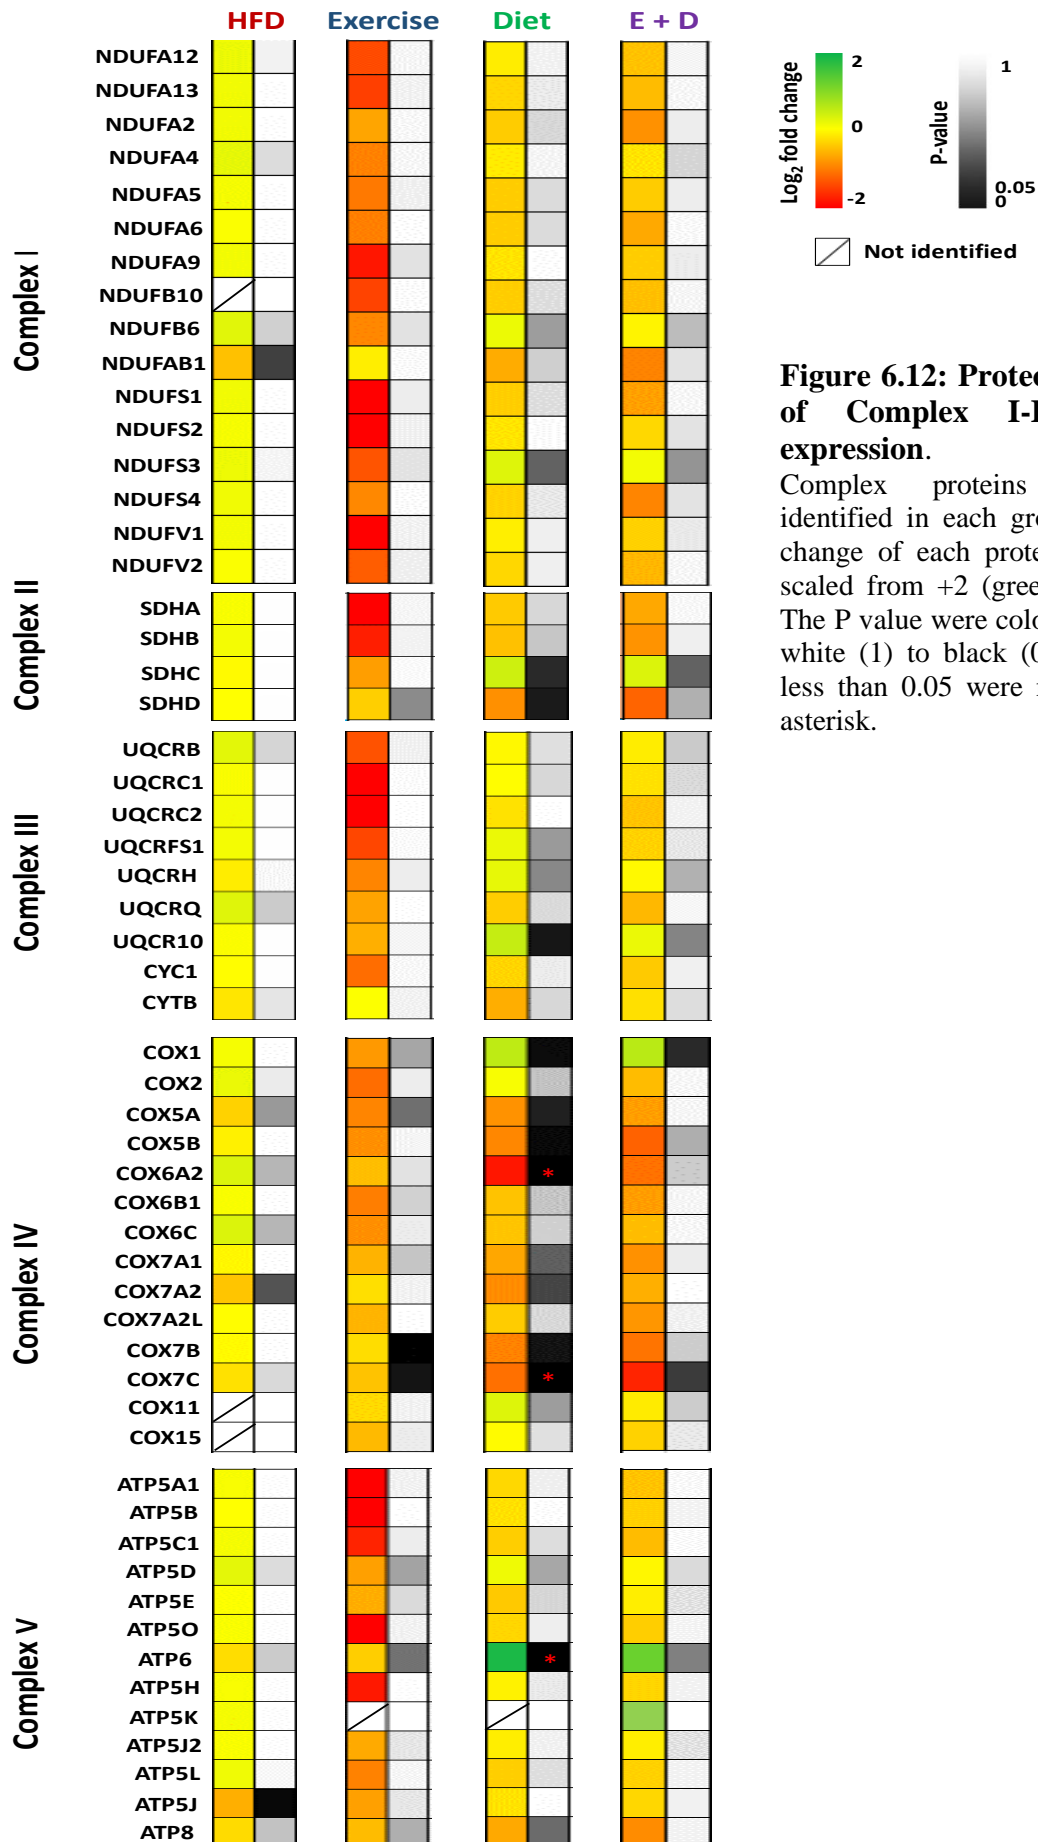 HFD Exercise Diet E + D
Complex I
NDUFA12
NDUFA13
NDUFA2
NDUFA4
NDUFA5
NDUFA6
NDUFA9
NDUFB10
NDUFB6
NDUFAB1
NDUFS1
NDUFS2
NDUFS3
NDUFS4
NDUFV1
NDUFV2
Complex II
SDHA
SDHB
SDHC
SDHD
Complex III
UQCRB
UQCRC1
UQCRC2
UQCRFS1
UQCRH
UQCRQ
UQCR10
CYC1
CYTB
Complex IV
COX1
COX2
COX5A
COX5B
COX6A2 *
COX6B1
COX6C
COX7A1
COX7A2
COX7A2L
COX7B
COX7C *
COX11
COX15
Complex V
ATP5A1
ATP5B
ATP5C1
ATP5D
ATP5E
ATP5O
ATP6 *
ATP5H
ATP5K
ATP5J2
ATP5L
ATP5J
ATP8
Log2 fold change
2
0
-2
P-value
1
0.05
0
Not identified
Figure 6.12: Protec
of Complex I-I
expression.
Complex proteins
identified in each gro
change of each prote
scaled from +2 (gree
The P value were colo
white (1) to black (0
less than 0.05 were
asterisk.